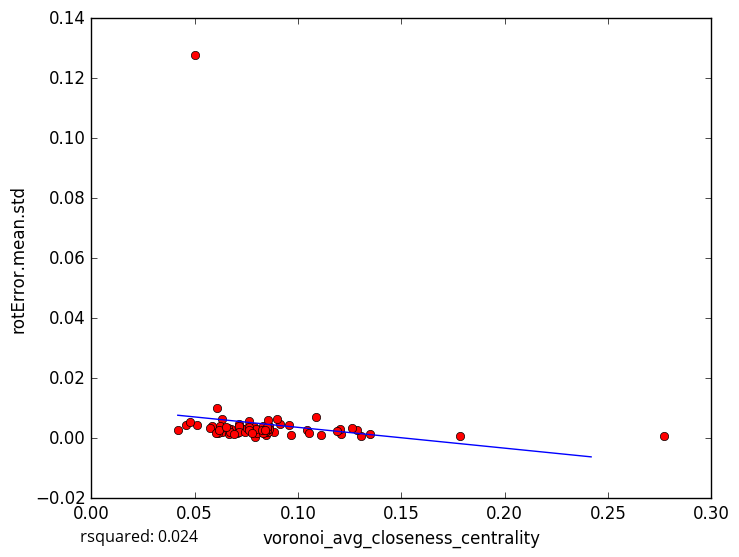 0.14
0.12
0.10
0.08
0.06
0.04
0.02
0.00
−0.02
rotError.mean.std
0.00 0.05 0.10 0.15 0.20 0.25 0.30
rsquared: 0.024
voronoi_avg_closeness_centrality